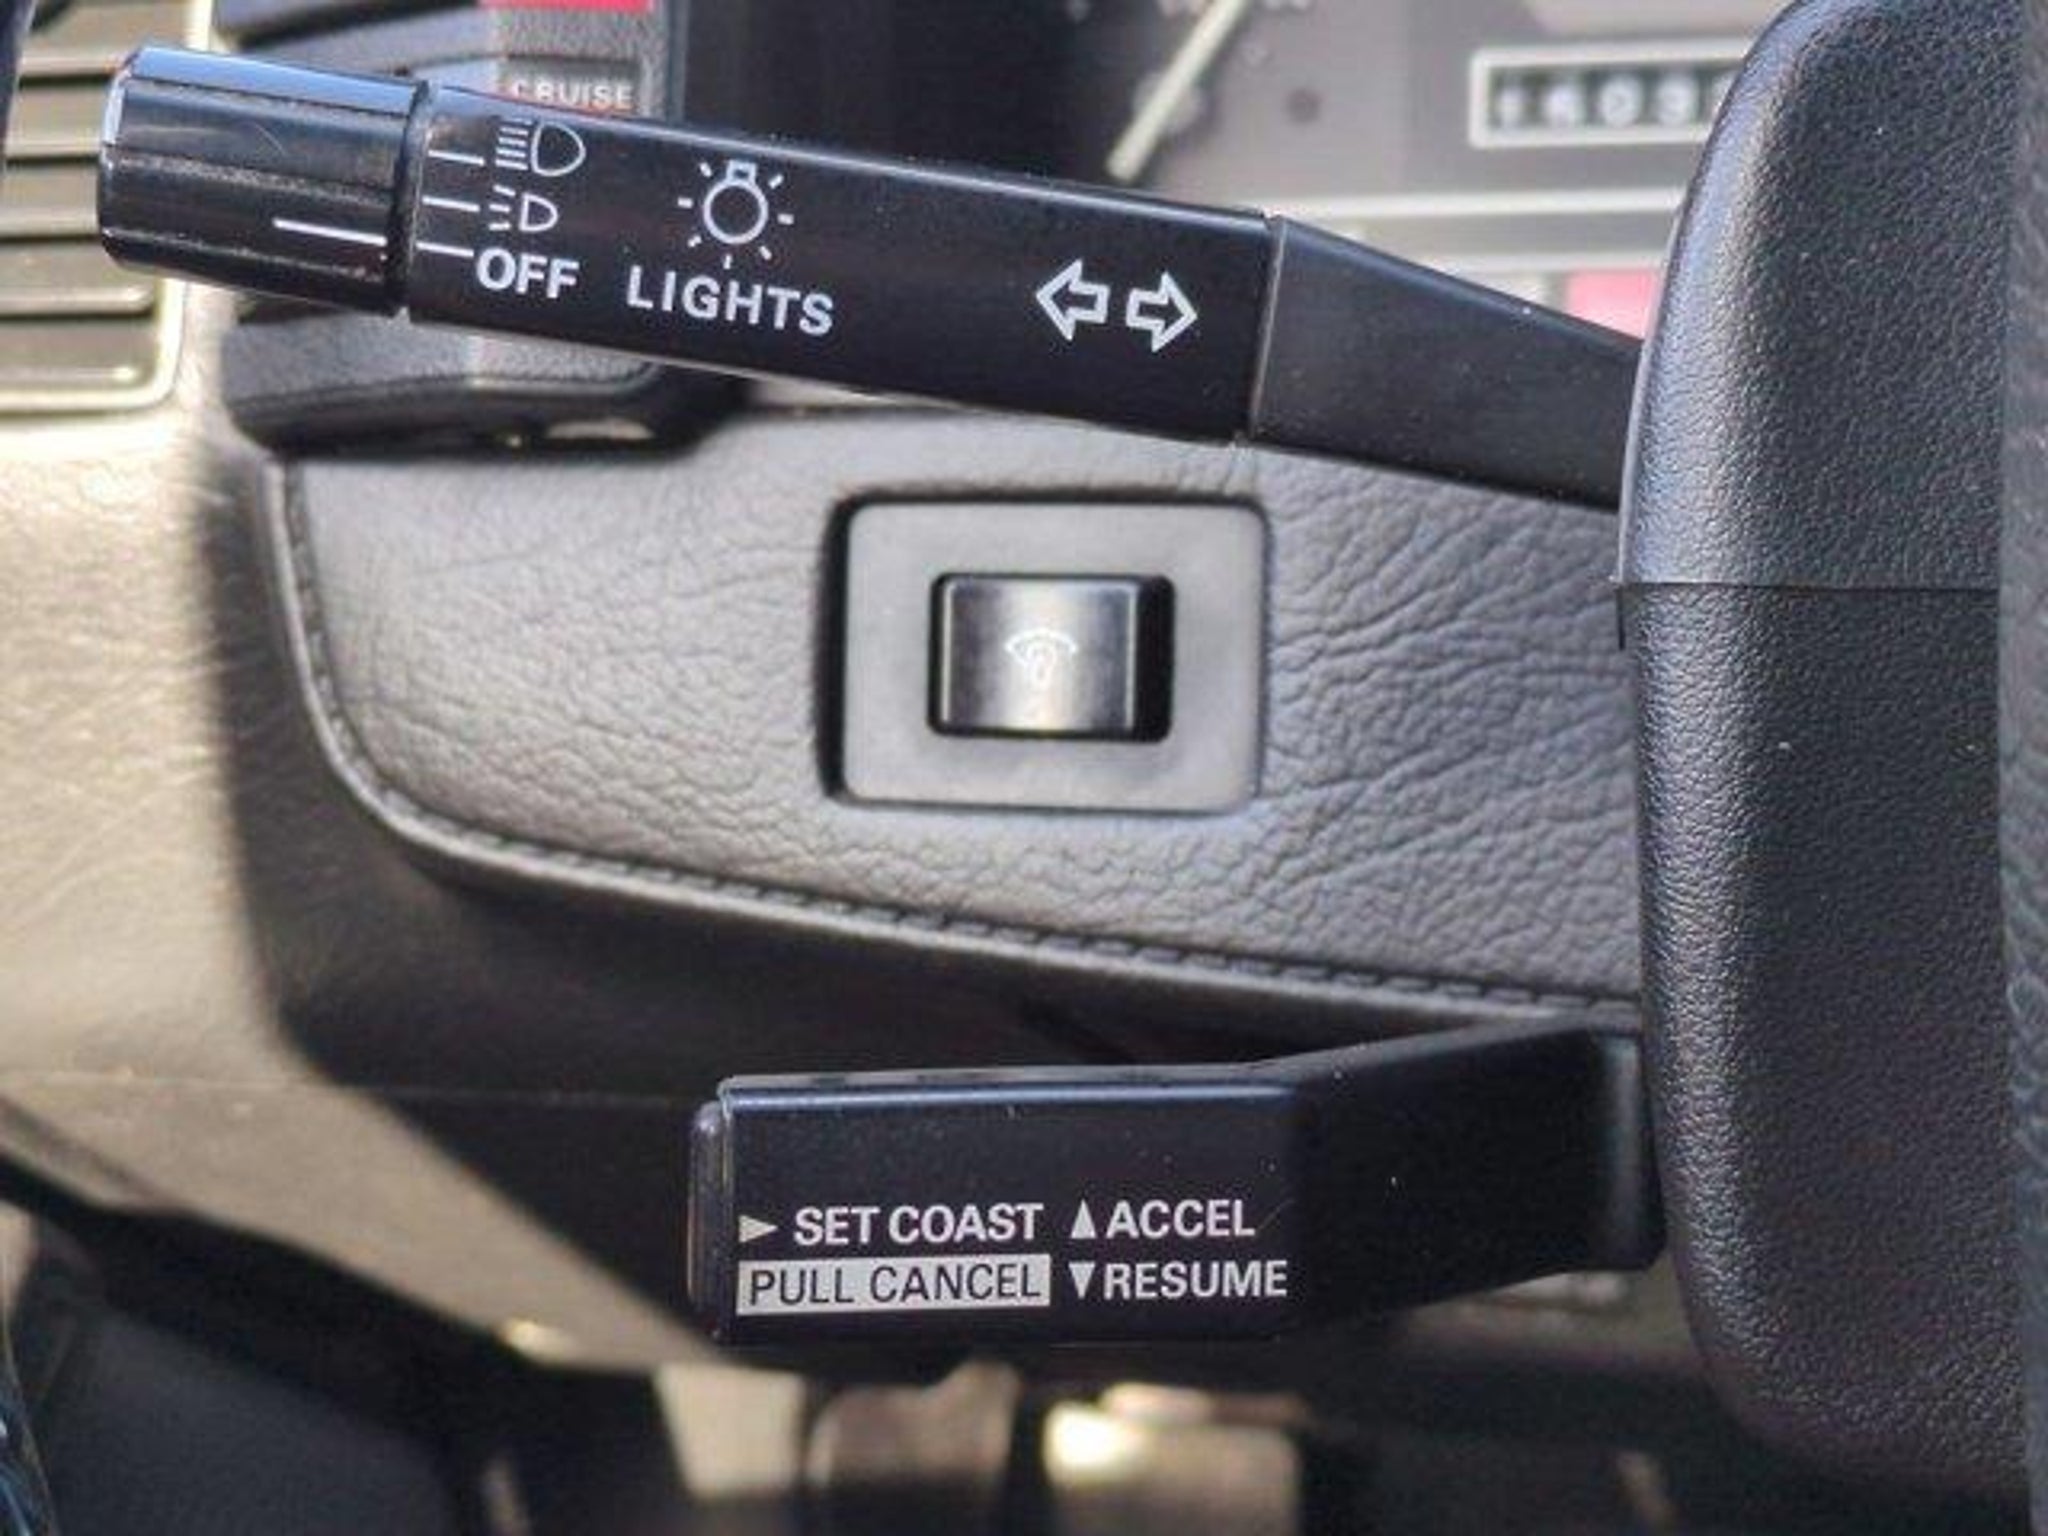 CRUISE
OFF LIGHTS
SET COAST ▲ACCEL
PULL CANCEL ▼RESUME